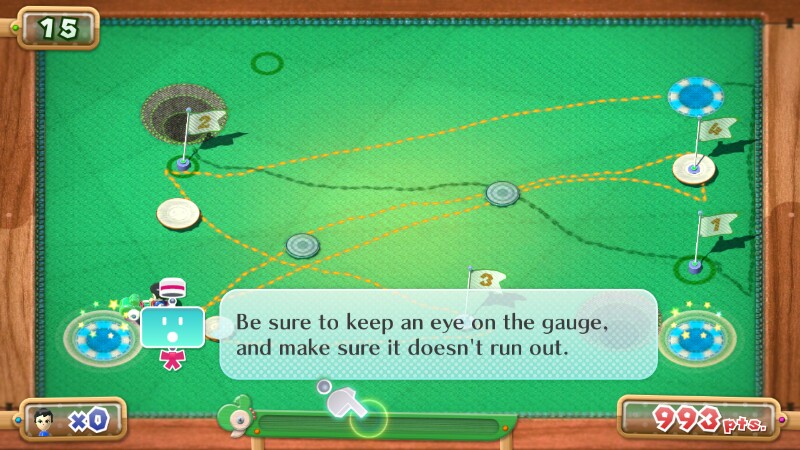 15
2
4
1
3
Be sure to keep an eye on the gauge,
and make sure it doesn't run out.
x0
993pts.